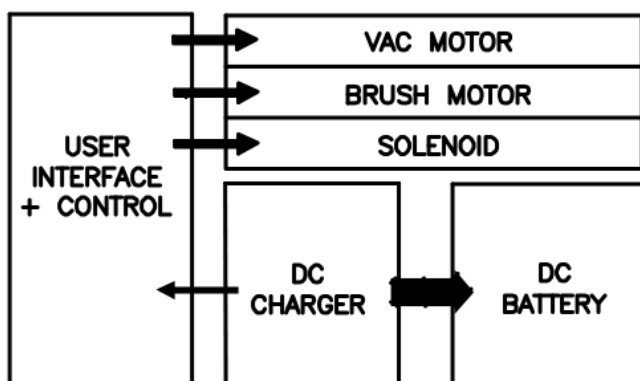 VAC MOTOR
BRUSH MOTOR
SOLENOID
USER
INTERFACE
+ CONTROL
DC
CHARGER
DC
BATTERY